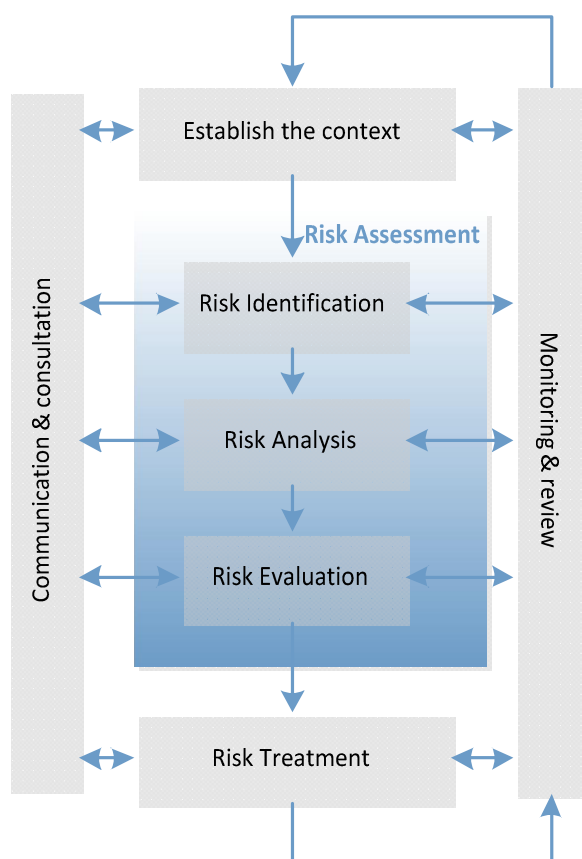 Establish the context
Risk Assessment
Risk Identification
Risk Analysis
Risk Evaluation
Risk Treatment
Communication & consultation
Monitoring & review